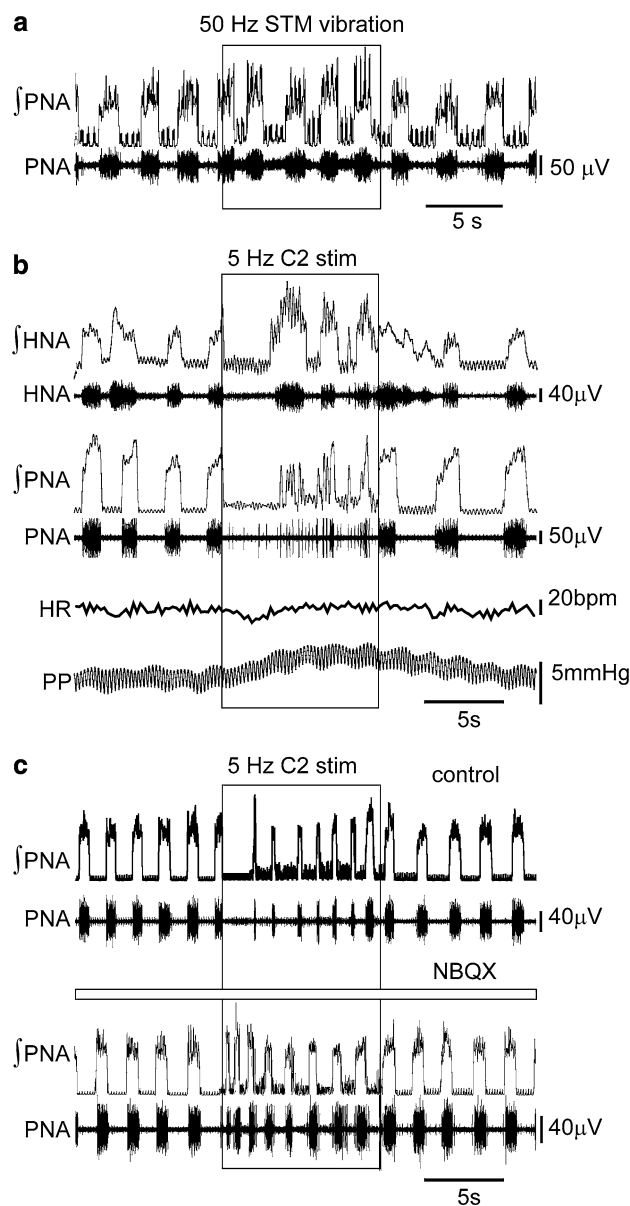 a
50 Hz STM vibration
∫PNA
PNA
50 μV
5 s
b
5 Hz C2 stim
∫HNA
HNA
40μV
∫PNA
PNA
50μV
HR
20bpm
PP
5mmHg
5s
c
5 Hz C2 stim
control
∫PNA
PNA
40μV
NBQX
∫PNA
PNA
40μV
5s